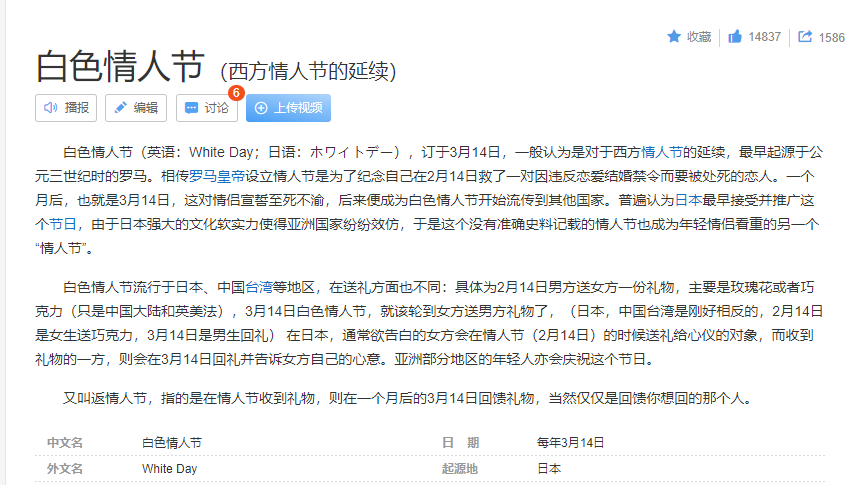 收藏 14837 1586
白色情人节 （西方情人节的延续）
播报 编辑 讨论 6 上传视频
白色情人节（英语：White Day；日语：ホワイトデー），订于3月14日，一般认为是对于西方情人节的延续，最早起源于公
元三世纪时的罗马。相传罗马皇帝设立情人节是为了纪念自己在2月14日救了一对因违反恋爱结婚禁令而要被处死的恋人。一个
月后，也就是3月14日，这对情侣宣誓至死不渝，后来便成为白色情人节开始流传到其他国家。普遍认为日本最早接受并推广这
个节日，由于日本强大的文化软实力使得亚洲国家纷纷效仿，于是这个没有准确史料记载的情人节也成为年轻情侣看重的另一个
“情人节”。
白色情人节流行于日本、中国台湾等地区，在送礼方面也不同：具体为2月14日男方送女方一份礼物，主要是玫瑰花或者巧
克力（只是中国大陆和英美法），3月14日白色情人节，就该轮到女方送男方礼物了，（日本，中国台湾是刚好相反的，2月14日
是女生送巧克力，3月14日是男生回礼） 在日本，通常欲告白的女方会在情人节（2月14日）的时候送礼给心仪的对象，而收到
礼物的一方，则会在3月14日回礼并告诉女方自己的心意。亚洲部分地区的年轻人亦会庆祝这个节日。
又叫返情人节，指的是在情人节收到礼物，则在一个月后的3月14日回馈礼物，当然仅仅是回馈你想回的那个人。
中文名 白色情人节 日 期 每年3月14日
外文名 White Day 起源地 日本